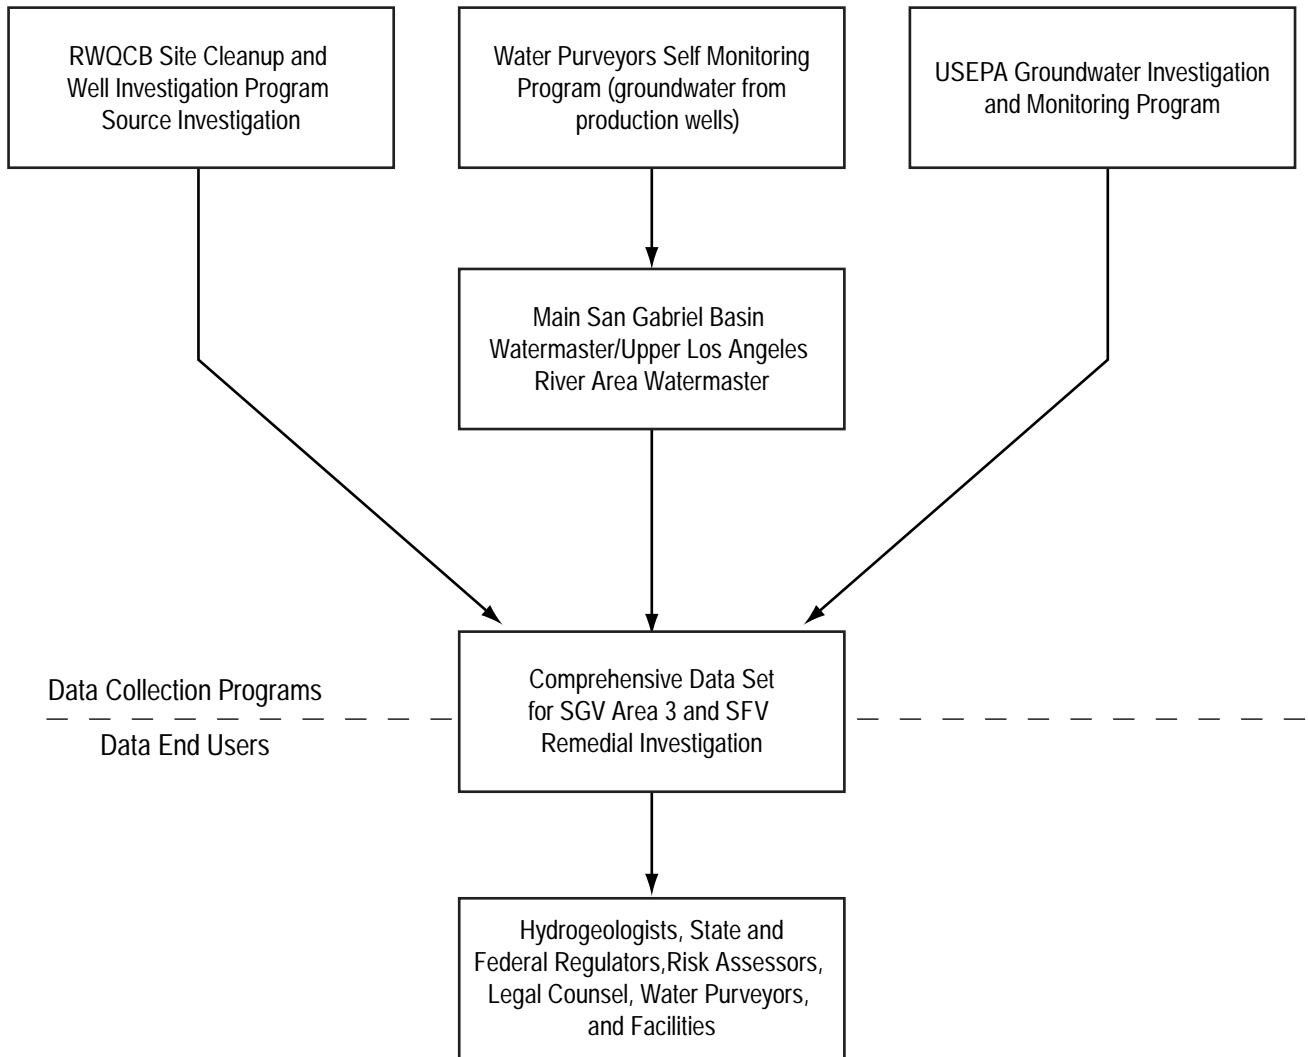 RWQCB Site Cleanup and
Well Investigation Program
Source Investigation
Water Purveyors Self Monitoring
Program (groundwater from
production wells)
USEPA Groundwater Investigation
and Monitoring Program
Main San Gabriel Basin
Watermaster/Upper Los Angeles
River Area Watermaster
Comprehensive Data Set
for SGV Area 3 and SFV
Remedial Investigation
Data Collection Programs
Data End Users
Hydrogeologists, State and
Federal Regulators,Risk Assessors,
Legal Counsel, Water Purveyors,
and Facilities